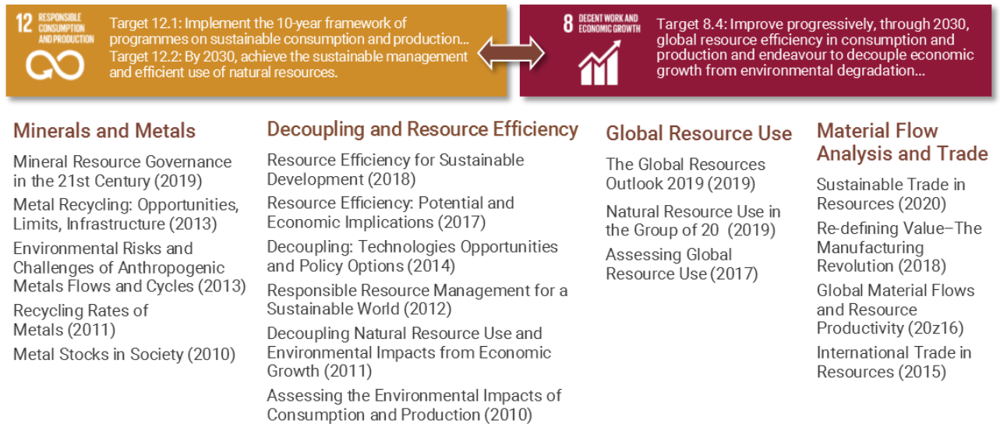 12 RESPONSIBLE
CONSUMPTION
AND PRODUCTION
Target 12.1: Implement the 10-year framework of
programmes on sustainable consumption and production...
Target 12.2: By 2030, achieve the sustainable management
and efficient use of natural resources.
8 DECENT WORK AND
ECONOMIC GROWTH
Target 8.4: Improve progressively, through 2030,
global resource efficiency in consumption and
production and endeavour to decouple economic
growth from environmental degradation...
Minerals and Metals
Mineral Resource Governance
in the 21st Century (2019)
Metal Recycling: Opportunities,
Limits, Infrastructure (2013)
Environmental Risks and
Challenges of Anthropogenic
Metals Flows and Cycles (2013)
Recycling Rates of
Metals (2011)
Metal Stocks in Society (2010)
Decoupling and Resource Efficiency
Resource Efficiency for Sustainable
Development (2018)
Resource Efficiency: Potential and
Economic Implications (2017)
Decoupling: Technologies Opportunities
and Policy Options (2014)
Responsible Resource Management for a
Sustainable World (2012)
Decoupling Natural Resource Use and
Environmental Impacts from Economic
Growth (2011)
Assessing the Environmental Impacts of
Consumption and Production (2010)
Global Resource Use
The Global Resources
Outlook 2019 (2019)
Natural Resource Use in
the Group of 20 (2019)
Assessing Global
Resource Use (2017)
Material Flow
Analysis and Trade
Sustainable Trade in
Resources (2020)
Re-defining Value–The
Manufacturing
Revolution (2018)
Global Material Flows
and Resource
Productivity (20z16)
International Trade in
Resources (2015)